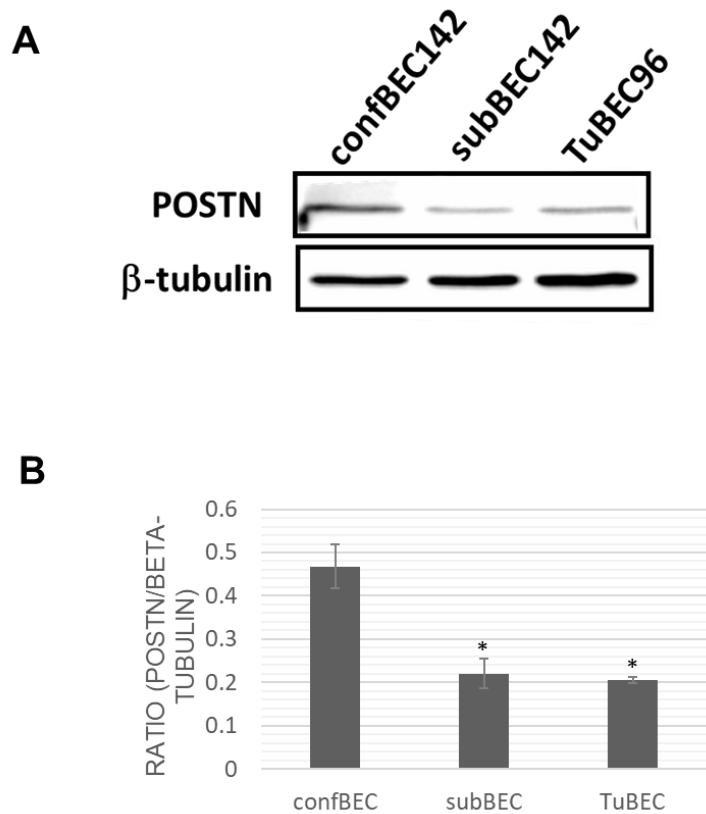 A
confBEC142
subBEC142
TuBEC96
POSTN
β-tubulin
B
RATIO (POSTN/BETA-
TUBULIN)
0.6
0.5
0.4
0.3
0.2
0.1
0
*
*
confBEC
subBEC
TuBEC